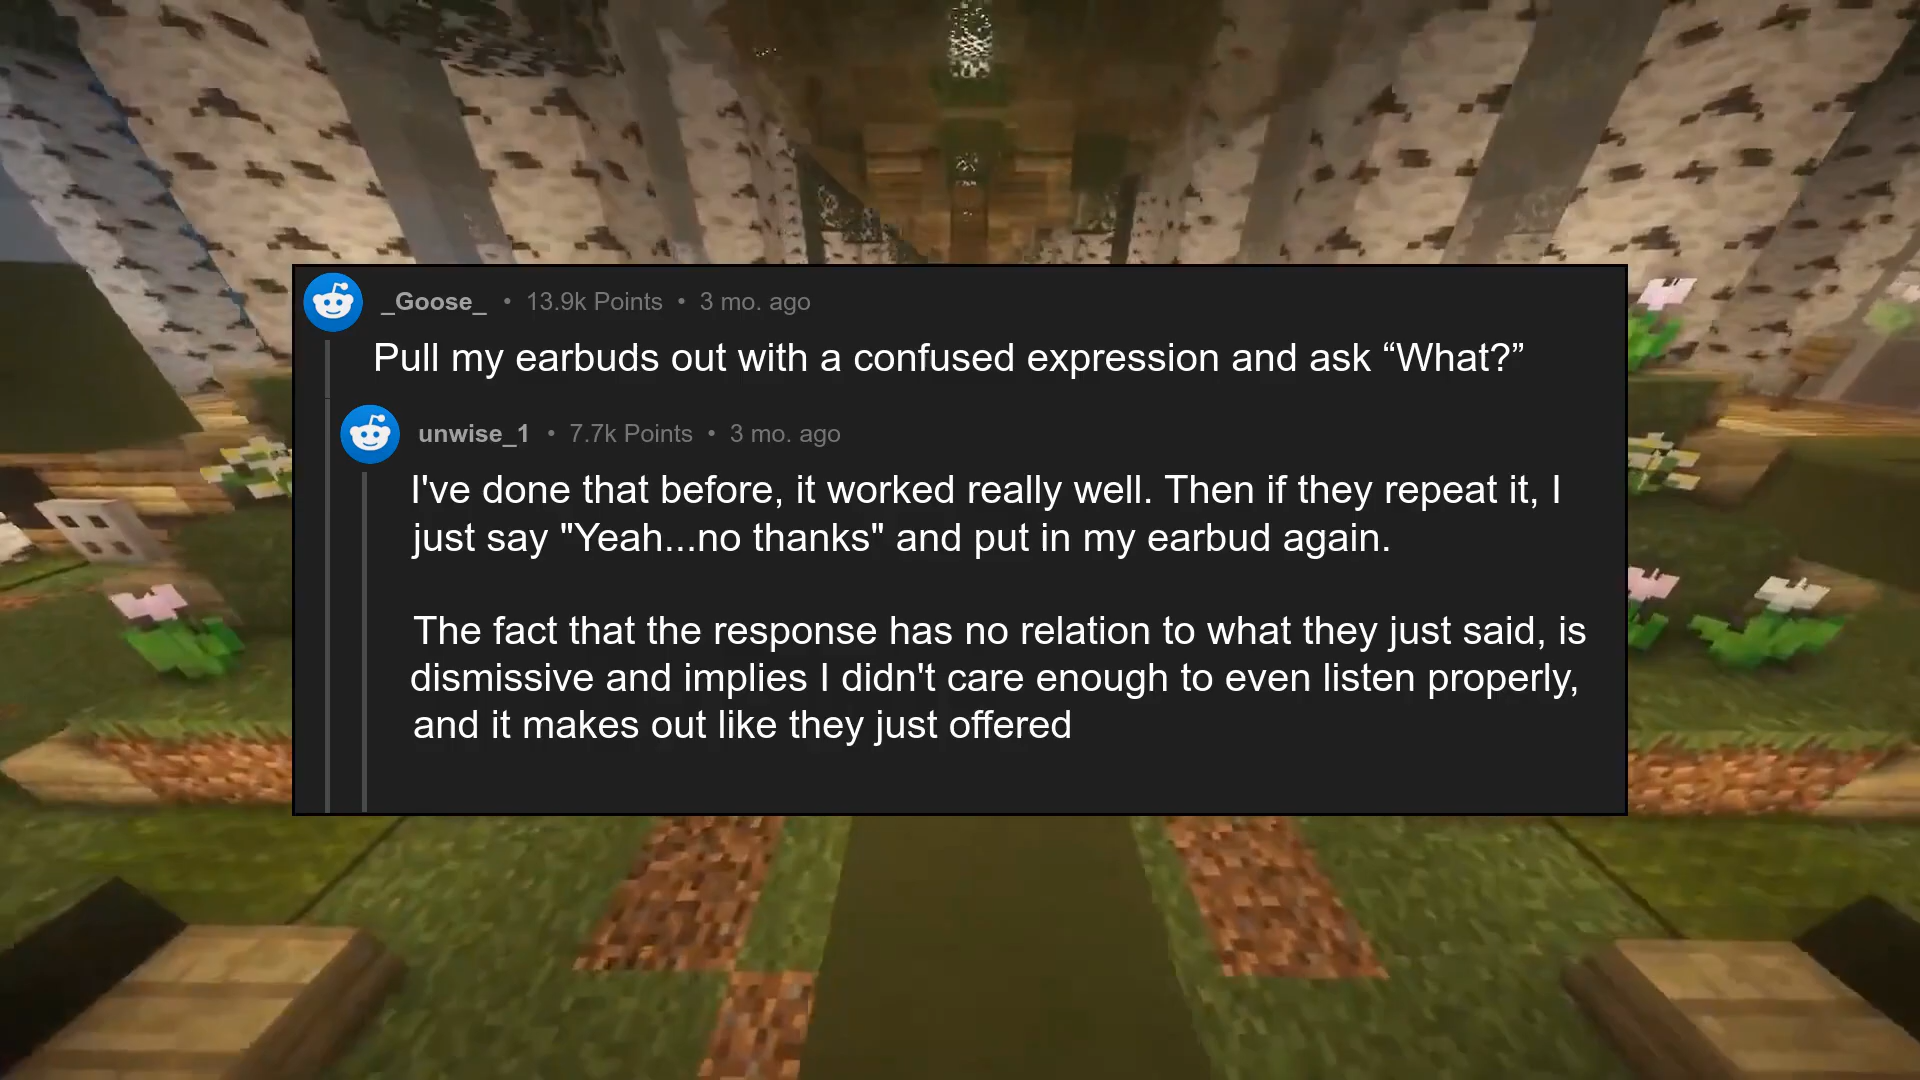 _Goose_ • 13.9k Points • 3 mo. ago
Pull my earbuds out with a confused expression and ask “What?”
unwise_1 • 7.7k Points • 3 mo. ago
I've done that before, it worked really well. Then if they repeat it, I
just say "Yeah...no thanks" and put in my earbud again.
The fact that the response has no relation to what they just said, is
dismissive and implies I didn't care enough to even listen properly,
and it makes out like they just offered